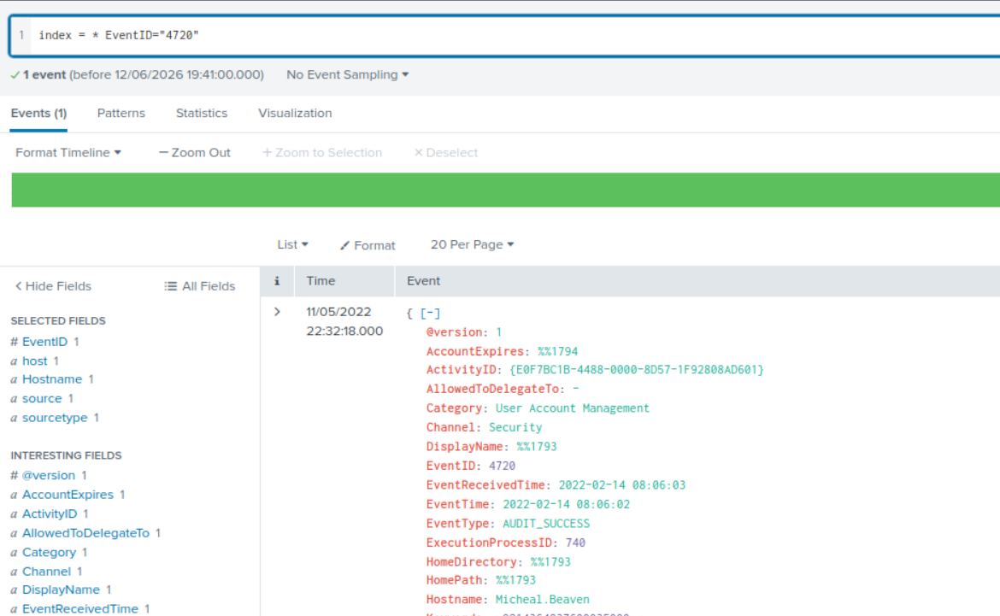 1 index = * EventID="4720"
1 event (before 12/06/2026 19:41:00.000) No Event Sampling
Events (1) Patterns Statistics Visualization
Format Timeline — Zoom Out + Zoom to Selection × Deselect
List Format 20 Per Page
< Hide Fields All Fields
i Time Event
SELECTED FIELDS
# EventID 1
a host 1
a Hostname 1
a source 1
a sourcetype 1
INTERESTING FIELDS
# @version 1
a AccountExpires 1
a ActivityID 1
a AllowedToDelegateTo 1
a Category 1
a Channel 1
a DisplayName 1
a EventReceivedTime 1
> 11/05/2022
22:32:18.000
{ [-]
@version: 1
AccountExpires: %%1794
ActivityID: {E0F7BC1B-4488-0000-8D57-1F92808AD601}
AllowedToDelegateTo: -
Category: User Account Management
Channel: Security
DisplayName: %%1793
EventID: 4720
EventReceivedTime: 2022-02-14 08:06:03
EventTime: 2022-02-14 08:06:02
EventType: AUDIT_SUCCESS
ExecutionProcessID: 740
HomeDirectory: %%1793
HomePath: %%1793
Hostname: Micheal.Beaven